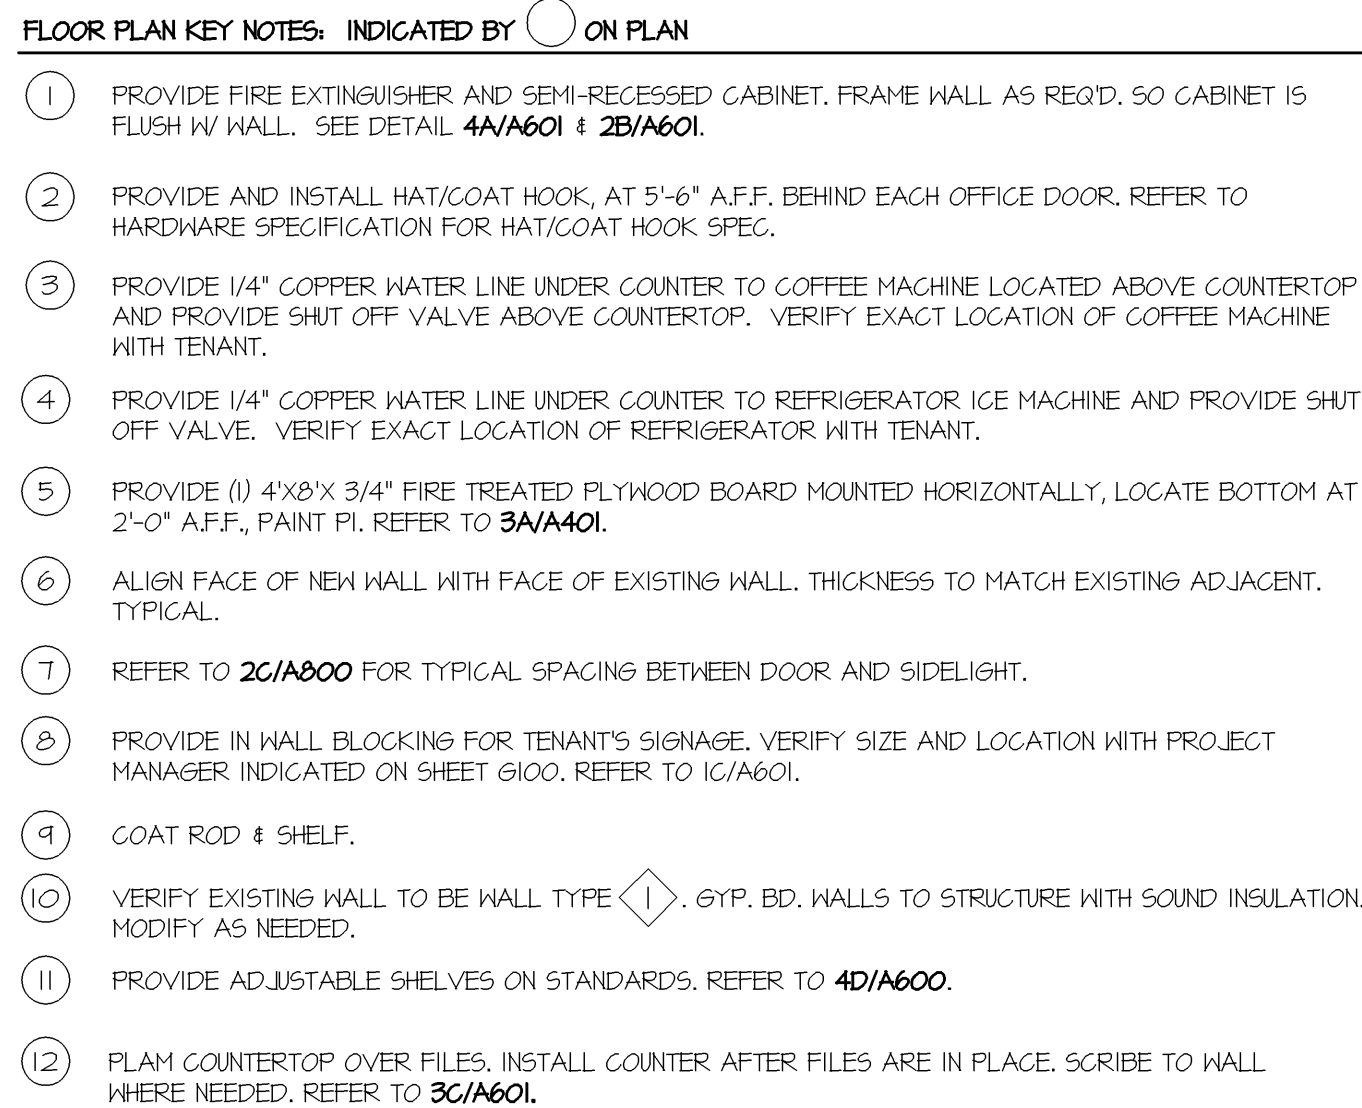 FLOOR PLAN KEY NOTES: INDICATED BY ON PLAN
1 PROVIDE FIRE EXTINGUISHER AND SEMI-RECESSED CABINET. FRAME WALL AS REQ'D. SO CABINET IS
FLUSH W/ WALL. SEE DETAIL 4A/A601 & 2B/A601.
2 PROVIDE AND INSTALL HAT/COAT HOOK, AT 5'-6" A.F.F. BEHIND EACH OFFICE DOOR. REFER TO
HARDWARE SPECIFICATION FOR HAT/COAT HOOK SPEC.
3 PROVIDE 1/4" COPPER WATER LINE UNDER COUNTER TO COFFEE MACHINE LOCATED ABOVE COUNTERTOP
AND PROVIDE SHUT OFF VALVE ABOVE COUNTERTOP. VERIFY EXACT LOCATION OF COFFEE MACHINE
WITH TENANT.
4 PROVIDE 1/4" COPPER WATER LINE UNDER COUNTER TO REFRIGERATOR ICE MACHINE AND PROVIDE SHUT
OFF VALVE. VERIFY EXACT LOCATION OF REFRIGERATOR WITH TENANT.
5 PROVIDE (1) 4'X8'X 3/4" FIRE TREATED PLYWOOD BOARD MOUNTED HORIZONTALLY, LOCATE BOTTOM AT
2'-0" A.F.F., PAINT P1. REFER TO 3A/A401.
6 ALIGN FACE OF NEW WALL WITH FACE OF EXISTING WALL. THICKNESS TO MATCH EXISTING ADJACENT.
TYPICAL.
7 REFER TO 2C/A800 FOR TYPICAL SPACING BETWEEN DOOR AND SIDELIGHT.
8 PROVIDE IN WALL BLOCKING FOR TENANT'S SIGNAGE. VERIFY SIZE AND LOCATION WITH PROJECT
MANAGER INDICATED ON SHEET G100. REFER TO 1C/A601.
9 COAT ROD & SHELF.
10 VERIFY EXISTING WALL TO BE WALL TYPE 1. GYP. BD. WALLS TO STRUCTURE WITH SOUND INSULATION.
MODIFY AS NEEDED.
11 PROVIDE ADJUSTABLE SHELVES ON STANDARDS. REFER TO 4D/A600.
12 PLAM COUNTERTOP OVER FILES. INSTALL COUNTER AFTER FILES ARE IN PLACE. SCRIBE TO WALL
WHERE NEEDED. REFER TO 3C/A601.